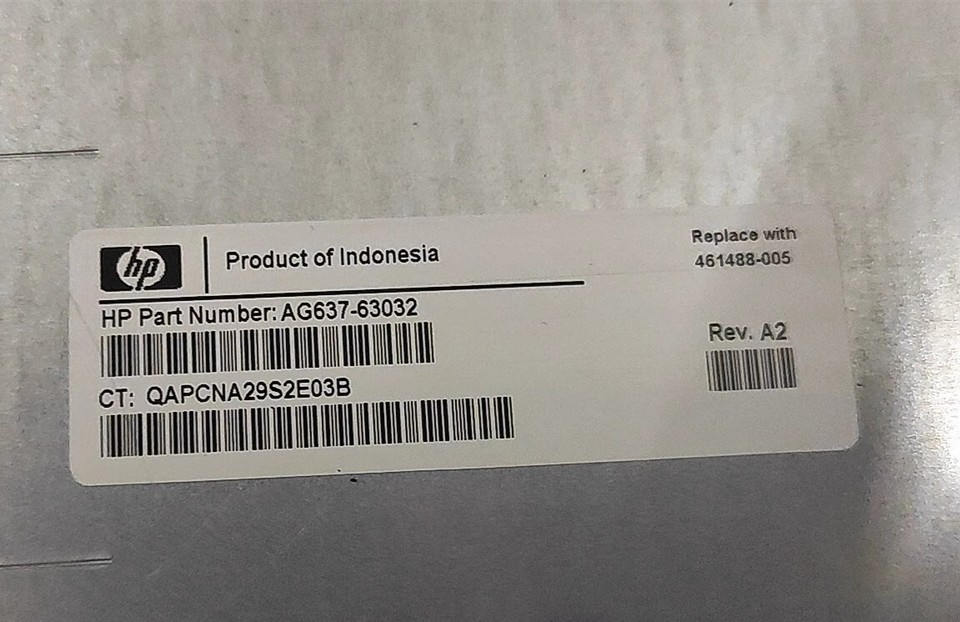 hp
Product of Indonesia
Replace with
461488-005
HP Part Number: AG637-63032
Rev. A2
CT: QAPCNA29S2E03B